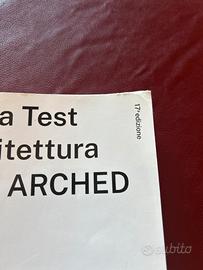 a Test
itettura
ARCHED
17ª edizione
subito